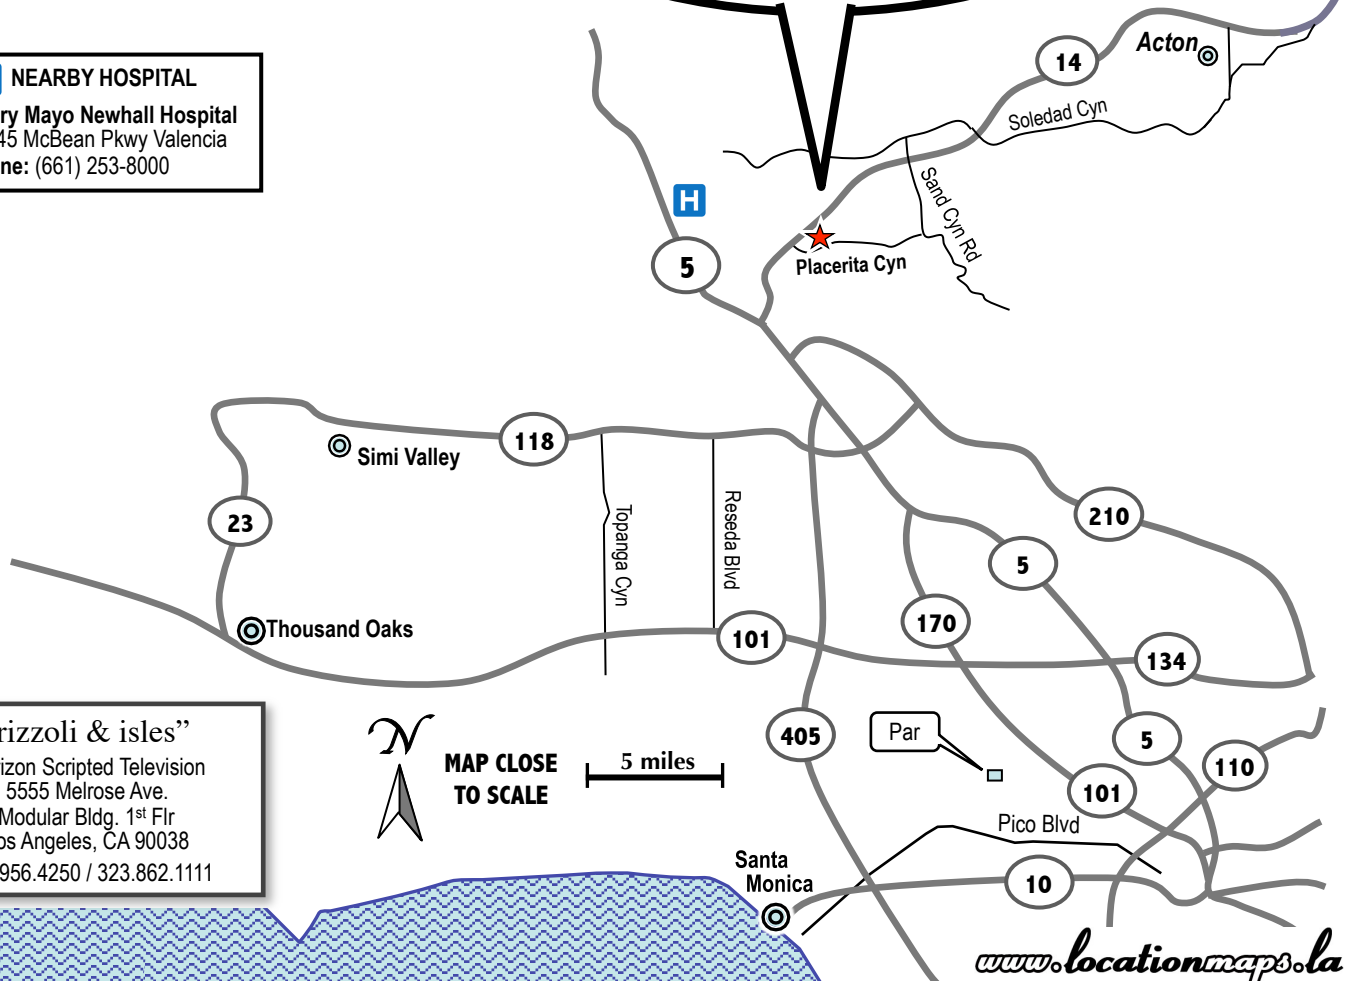 NEARBY HOSPITAL
ry Mayo Newhall Hospital
45 McBean Pkwy Valencia
ne: (661) 253-8000
H
5
14
Acton
Soledad Cyn
Sand Cyn Rd
Placerita Cyn
118
Simi Valley
23
Topanga Cyn
Reseda Blvd
210
5
170
Thousand Oaks
101
134
rizzoli & isles”
izon Scripted Television
5555 Melrose Ave.
Modular Bldg. 1st Flr
os Angeles, CA 90038
956.4250 / 323.862.1111
N
MAP CLOSE
TO SCALE
5 miles
405
Par
5
110
101
Pico Blvd
Santa
Monica
10
www.locationmaps.la